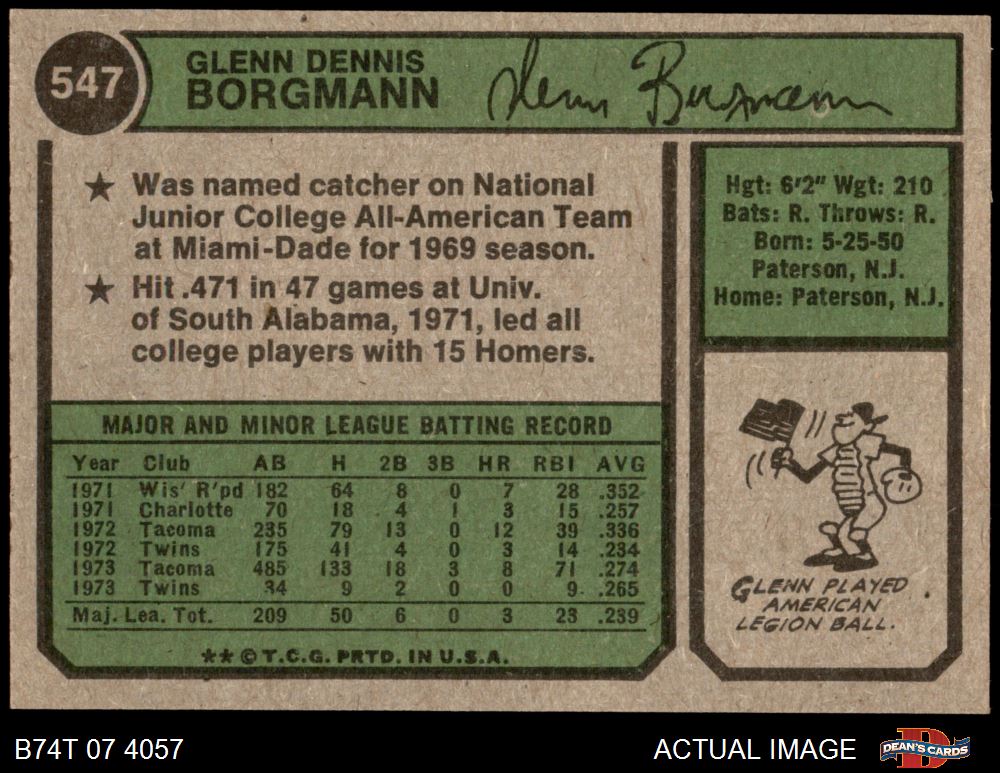 547
GLENN DENNIS
BORGMANN
Glenn Borgmann
★ Was named catcher on National
Junior College All-American Team
at Miami-Dade for 1969 season.
★ Hit .471 in 47 games at Univ.
of South Alabama, 1971, led all
college players with 15 Homers.
Hgt: 6'2" Wgt: 210
Bats: R. Throws: R.
Born: 5-25-50
Paterson, N.J.
Home: Paterson, N.J.
MAJOR AND MINOR LEAGUE BATTING RECORD
Year Club AB H 2B 3B HR RBI AVG
1971 Wis' R'pd 182 64 8 0 7 28 .352
1971 Charlotte 70 18 4 1 3 15 .257
1972 Tacoma 235 79 13 0 12 39 .336
1972 Twins 175 41 4 0 3 14 .234
1973 Tacoma 485 133 18 3 8 71 .274
1973 Twins 34 9 2 0 0 9 .265
Maj. Lea. Tot. 209 50 6 0 3 23 .239
★★ © T.C.G. PRTD. IN U.S.A.
GLENN PLAYED
AMERICAN
LEGION BALL.
B74T 07 4057
ACTUAL IMAGE
DEAN'S CARDS